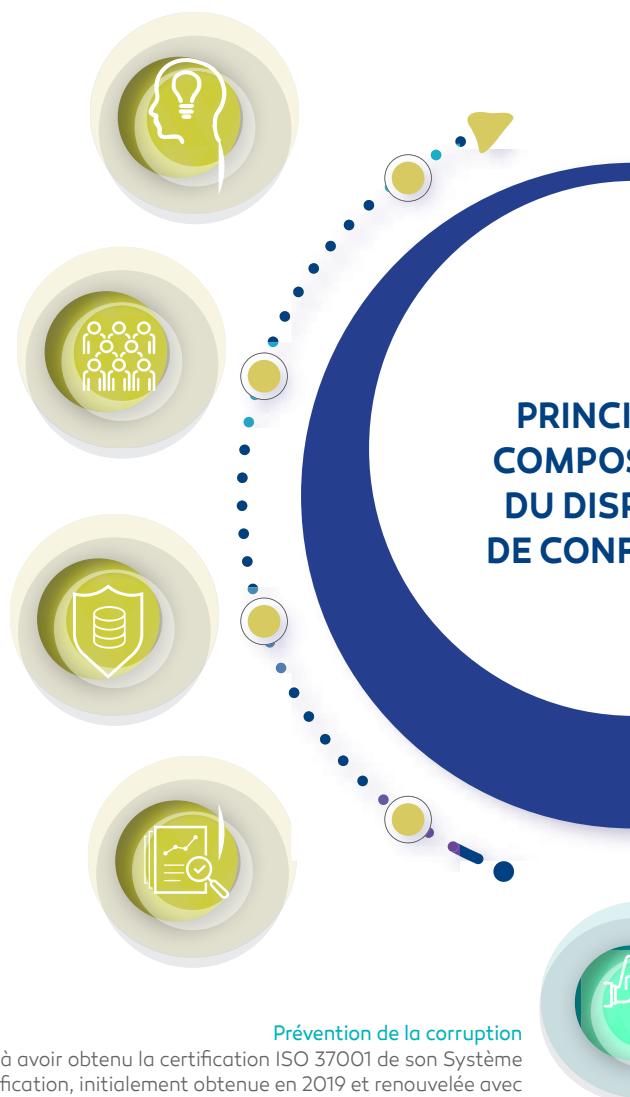 PRINCI
COMPOS
DU DISP
DE CONF
Prévention de la corruption
à avoir obtenu la certification ISO 37001 de son Système
fication, initialement obtenue en 2019 et renouvelée avec